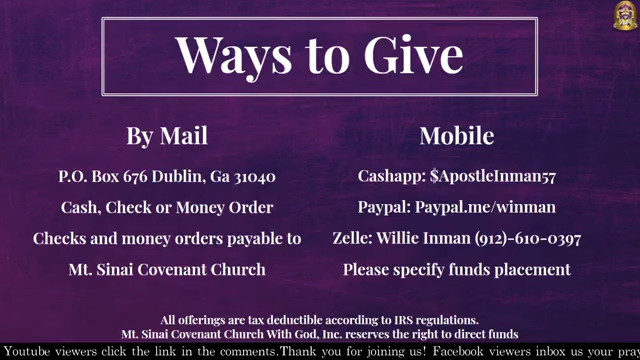 Ways to Give
By Mail
P.O. Box 676 Dublin, Ga 31040
Cash, Check or Money Order
Checks and money orders payable to
Mt. Sinai Covenant Church
Mobile
Cashapp: $ApostleInman57
Paypal: Paypal.me/winman
Zelle: Willie Inman (912)-610-0397
Please specify funds placement
All offerings are tax deductible according to IRS regulations.
Mt. Sinai Covenant Church With God, Inc. reserves the right to direct funds
Youtube viewers click the link in the comments.Thank you for joining us! Facebook viewers inbox us your